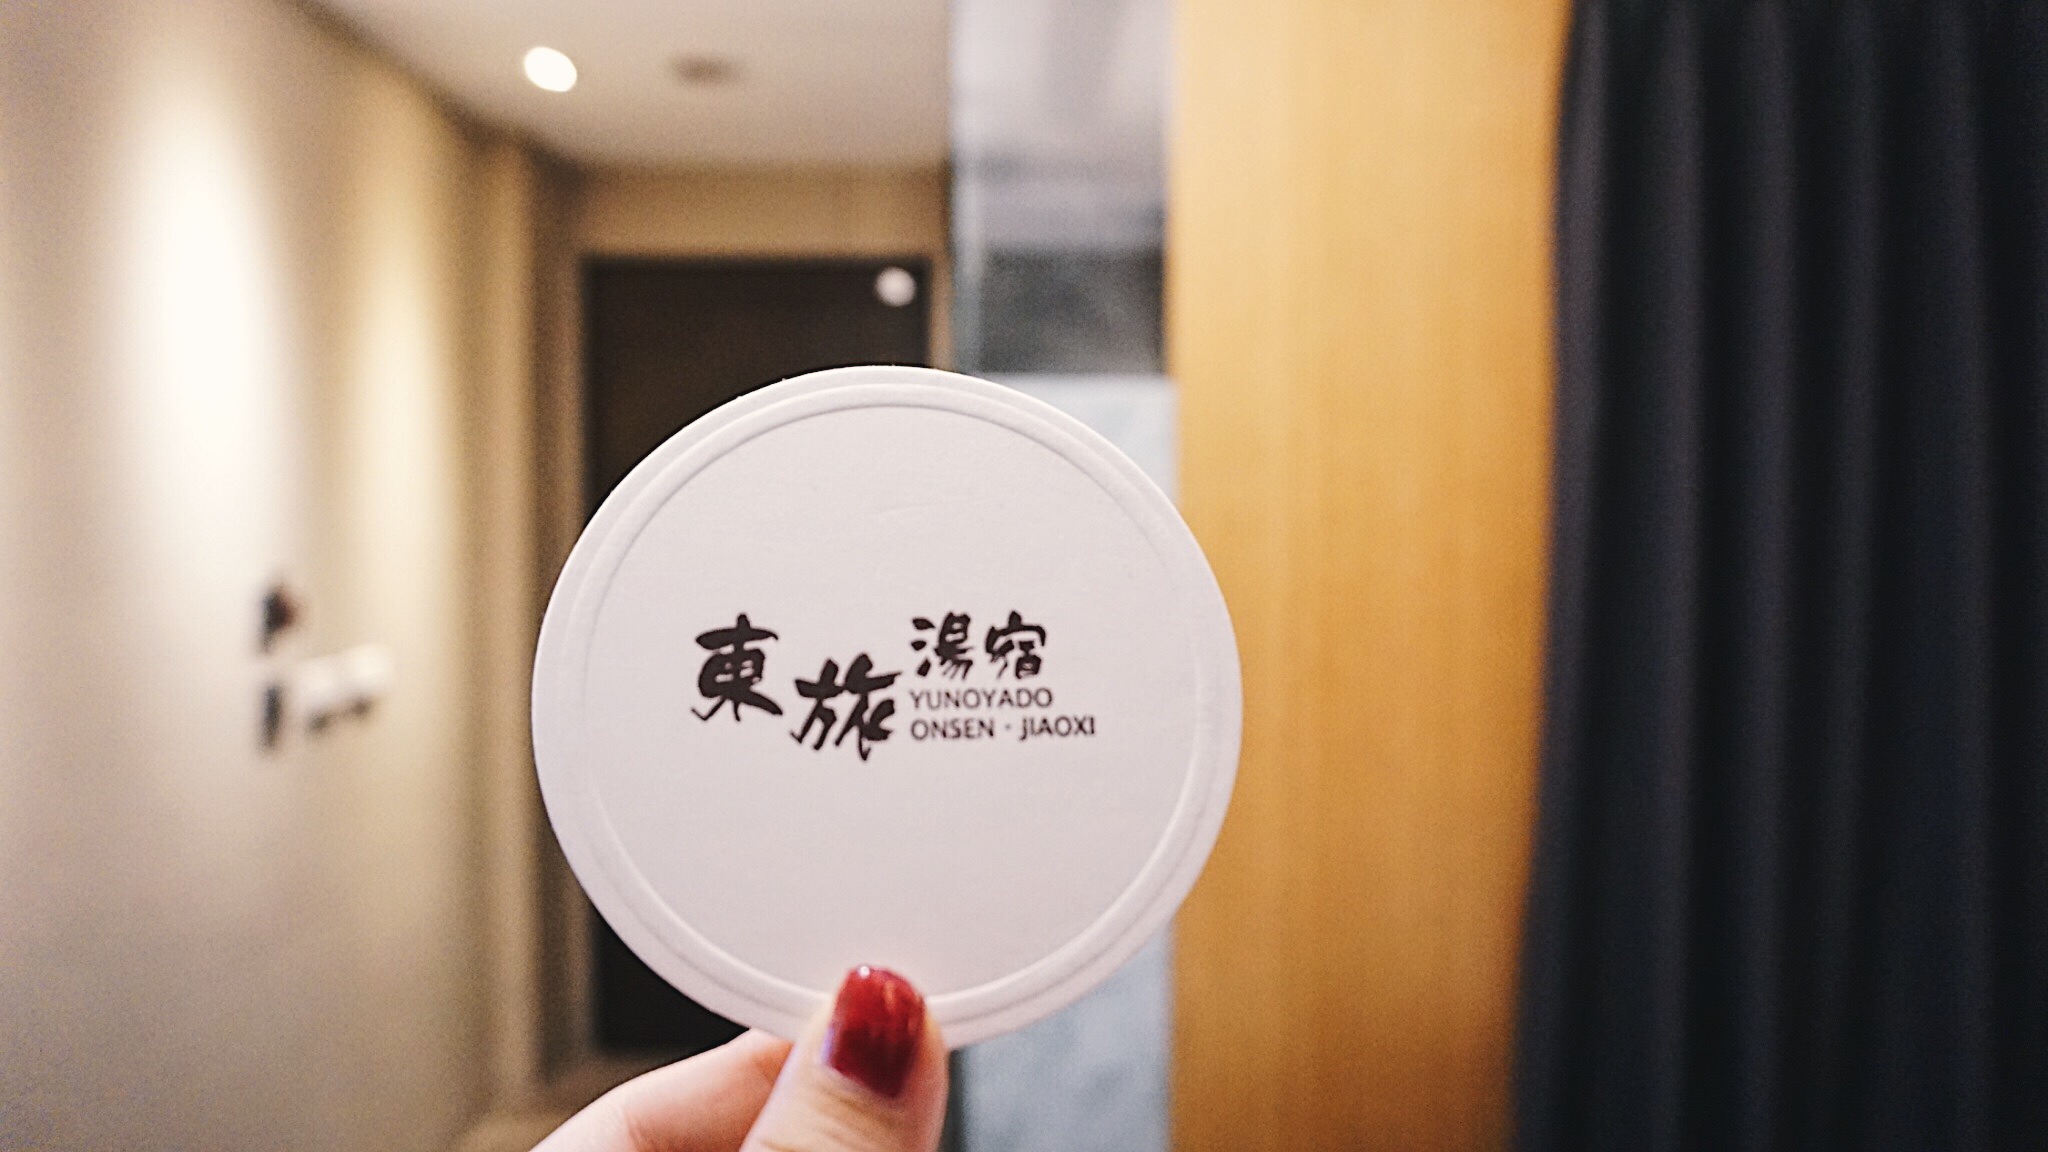 東旅湯宿
YUNOYADO
ONSEN · JIAOXI